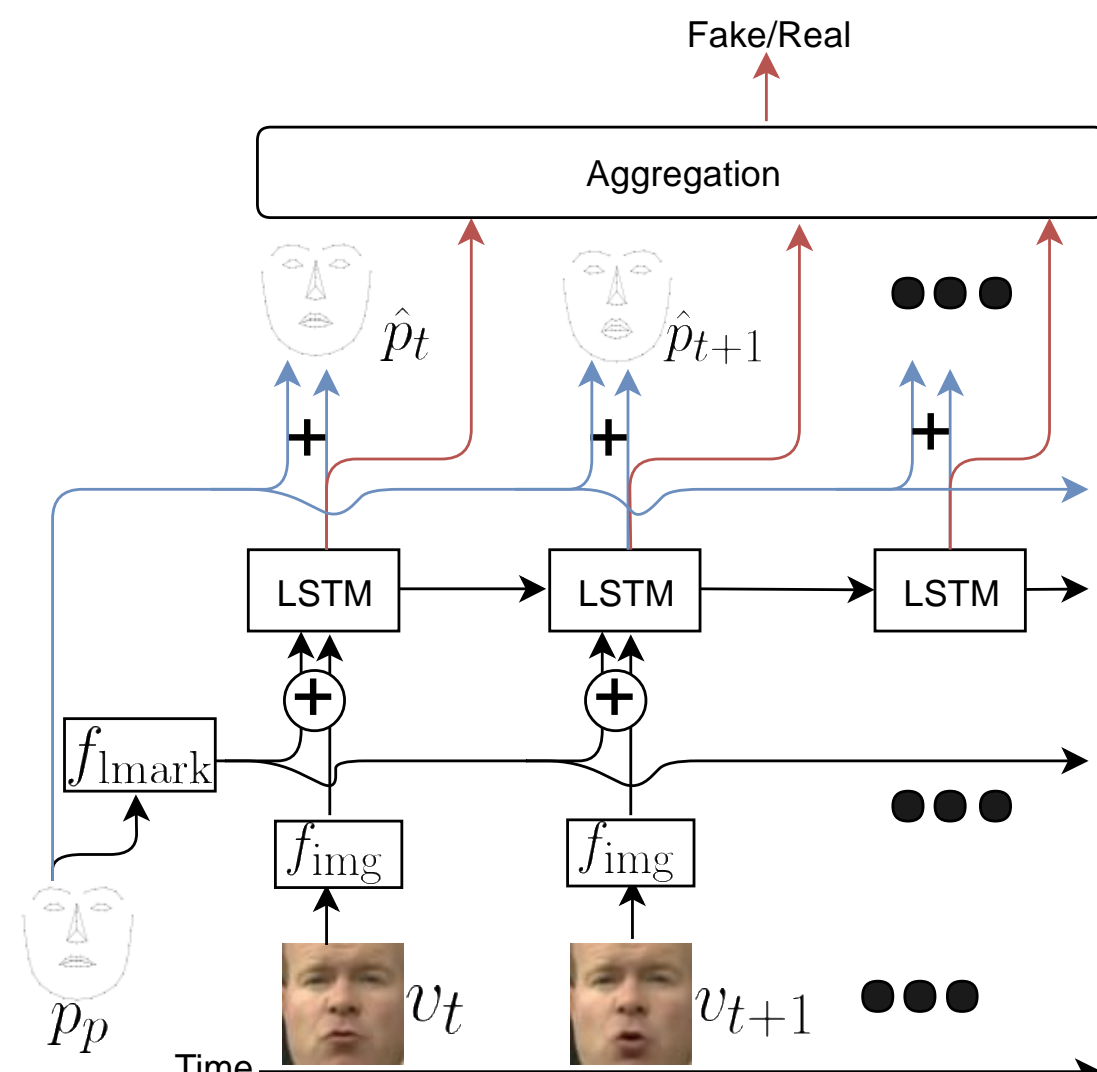 Fake/Real
Aggregation
p̂_t
p̂_{t+1}
+ + +
LSTM LSTM LSTM
+ +
f_lmark
f_img f_img
p_p
v_t
v_{t+1}
Time